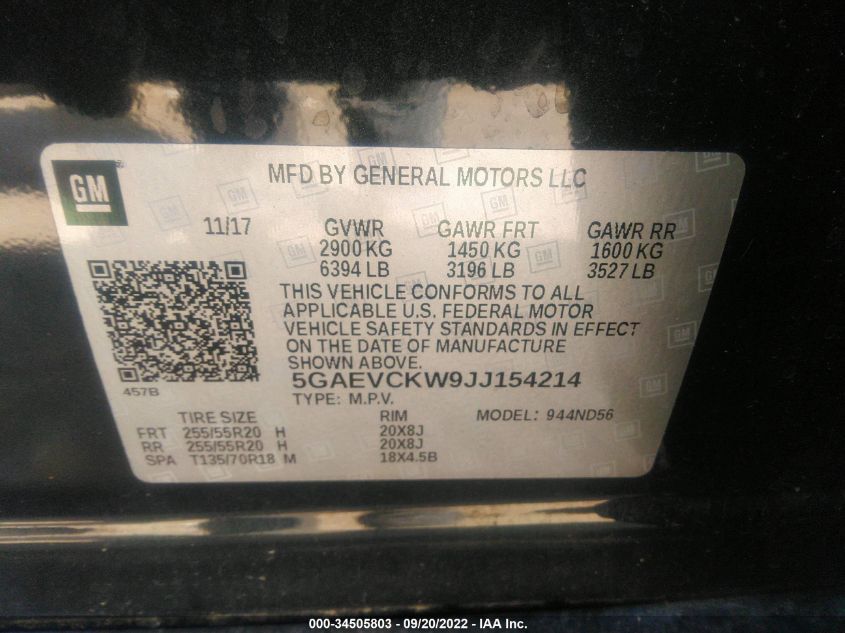 GM
MFD BY GENERAL MOTORS LLC
11/17 GVWR GAWR FRT GAWR RR
2900 KG 1450 KG 1600 KG
6394 LB 3196 LB 3527 LB
THIS VEHICLE CONFORMS TO ALL
APPLICABLE U.S. FEDERAL MOTOR
VEHICLE SAFETY STANDARDS IN EFFECT
ON THE DATE OF MANUFACTURE
SHOWN ABOVE.
457B
5GAEVCKW9JJ154214
TYPE: M.P.V.
TIRE SIZE RIM MODEL: 944ND56
FRT 255/55R20 H 20X8J
RR 255/55R20 H 20X8J
SPA T135/70R18 M 18X4.5B
000-34505803 - 09/20/2022 - IAA Inc.